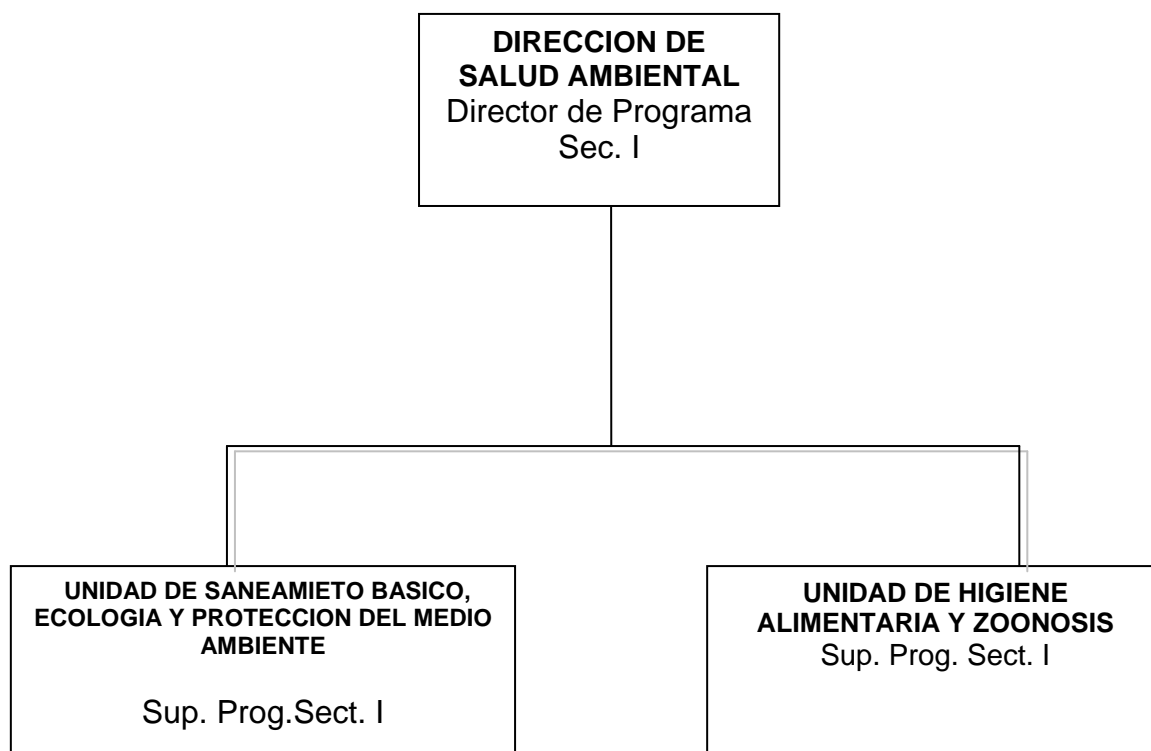 DIRECCION DE
SALUD AMBIENTAL
Director de Programa
Sec. I
UNIDAD DE SANEAMIETO BASICO,
ECOLOGIA Y PROTECCION DEL MEDIO
AMBIENTE
Sup. Prog.Sect. I
UNIDAD DE HIGIENE
ALIMENTARIA Y ZOONOSIS
Sup. Prog. Sect. I